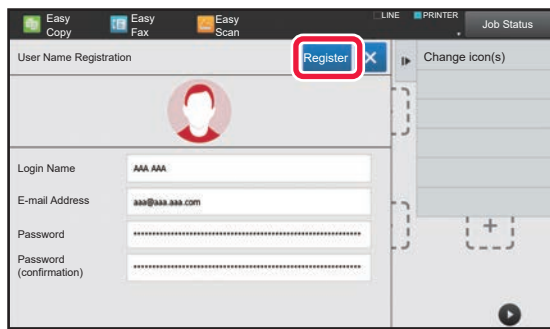 Easy Copy
Easy Fax
Easy Scan
LINE
PRINTER
Job Status
User Name Registration
Register
Change icon(s)
Login Name
AAA AAA
E-mail Address
aaa@aaa.aaa.com
Password
Password
(confirmation)